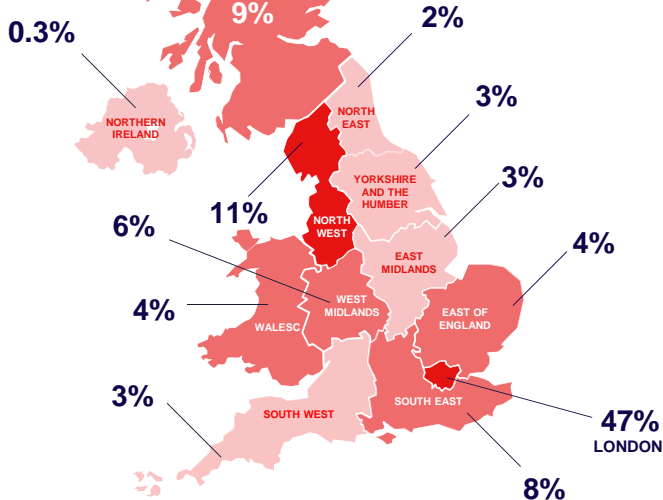 9%
0.3%
2%
NORTHERN
IRELAND
NORTH
EAST
3%
YORKSHIRE
AND THE
HUMBER
3%
11%
NORTH
WEST
6%
EAST
MIDLANDS
4%
WEST
MIDLANDS
4%
WALESC
EAST OF
ENGLAND
3%
SOUTH WEST
SOUTH EAST
47%
LONDON
8%